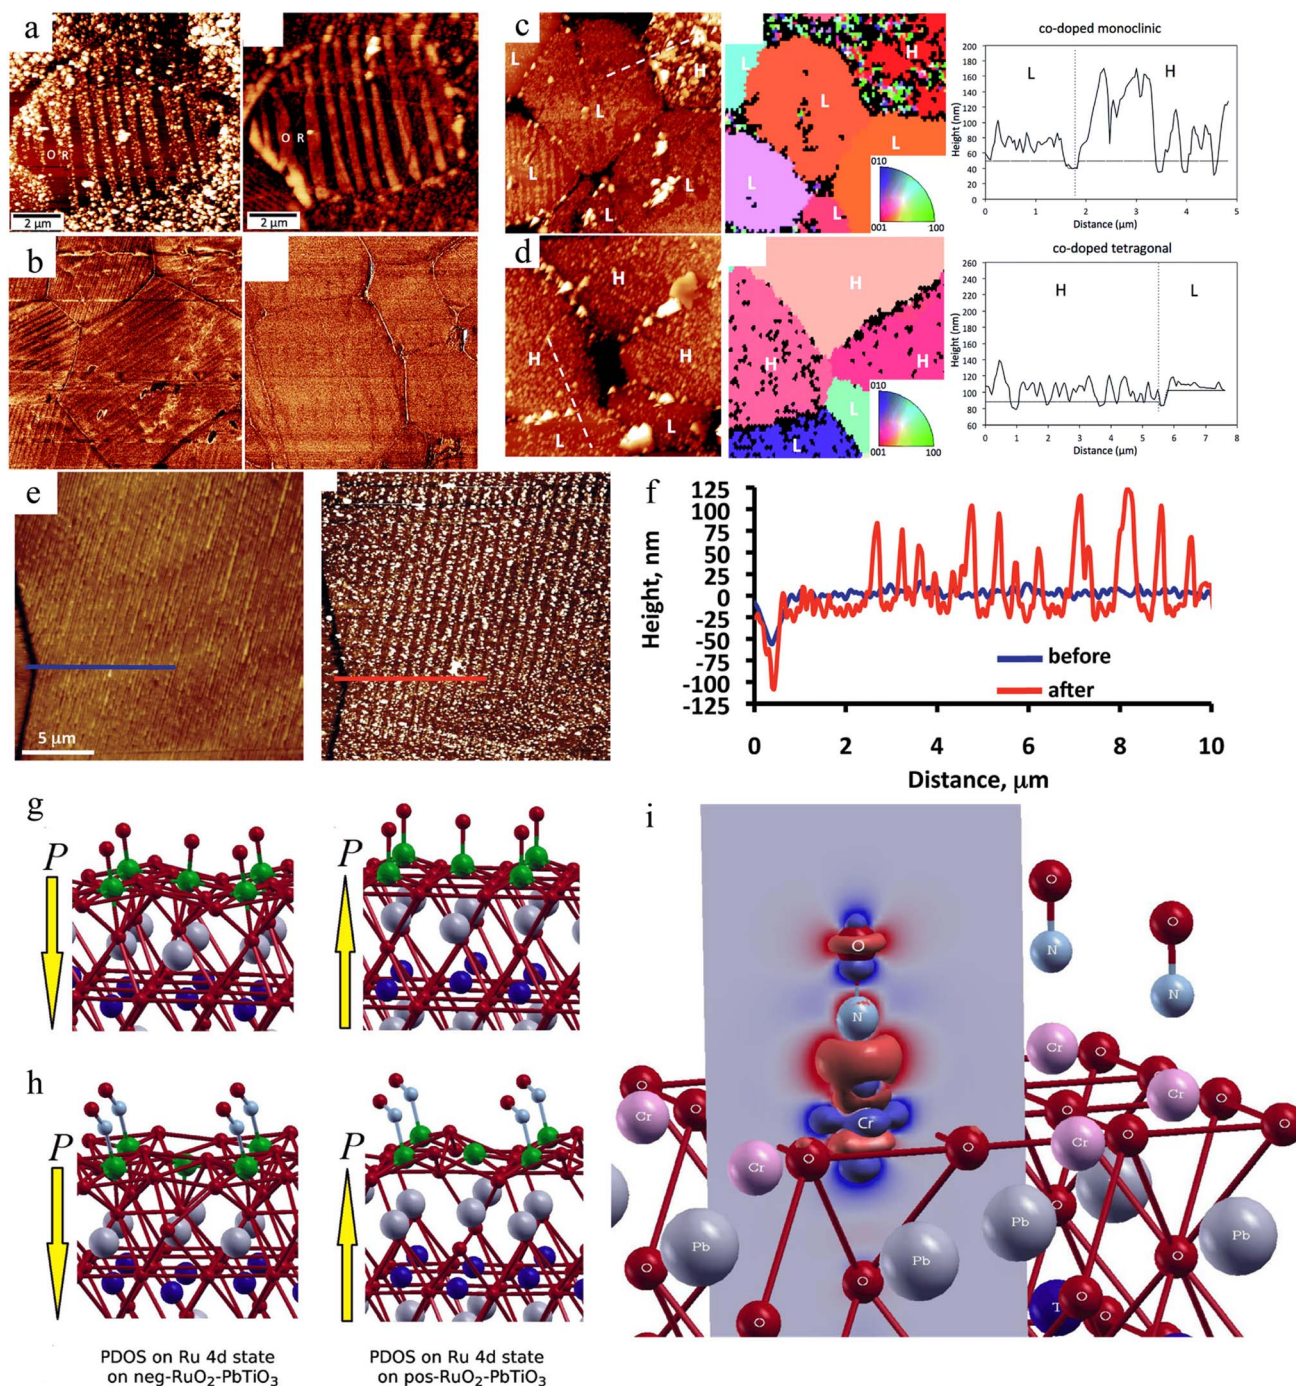 a
O R
2 μm
O R
2 μm
b
c
L
L
H
L
L
L
H
L
L
L
L
010
001
100
co-doped monoclinic
200
180
160
140
120
100
80
60
40
20
0
Height (nm)
L
H
0
1
2
3
4
5
Distance (μm)
d
H
H
H
L
L
H
H
H
L
L
010
001
100
co-doped tetragonal
260
240
220
200
180
160
140
120
100
80
60
Height (nm)
H
L
0
1
2
3
4
5
6
7
8
Distance (μm)
e
5 μm
f
125
100
75
50
25
0
-25
-50
-75
-100
-125
Height, nm
before
after
0
2
4
6
8
10
Distance, μm
g
P
P
h
P
P
PDOS on Ru 4d state
on neg-RuO₂-PbTiO₃
PDOS on Ru 4d state
on pos-RuO₂-PbTiO₃
i
O
O
N
O
N
N
Cr
O
O
O
O
Cr
Cr
O
O
Cr
Cr
O
O
O
Cr
O
Pb
Pb
Pb
O
Pb
O
O
O
O
T
O
O